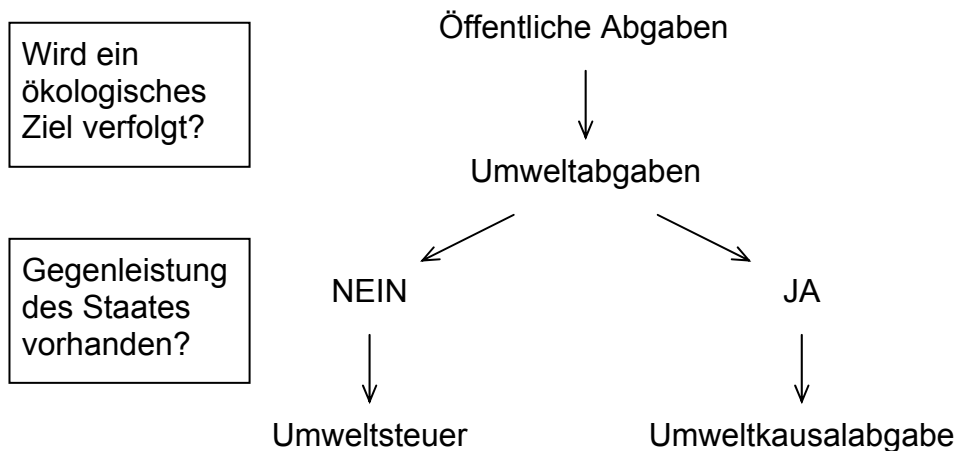 Öffentliche Abgaben
Wird ein
ökologisches
Ziel verfolgt?
Umweltabgaben
Gegenleistung
des Staates
vorhanden?
NEIN
JA
Umweltsteuer
Umweltkausalabgabe